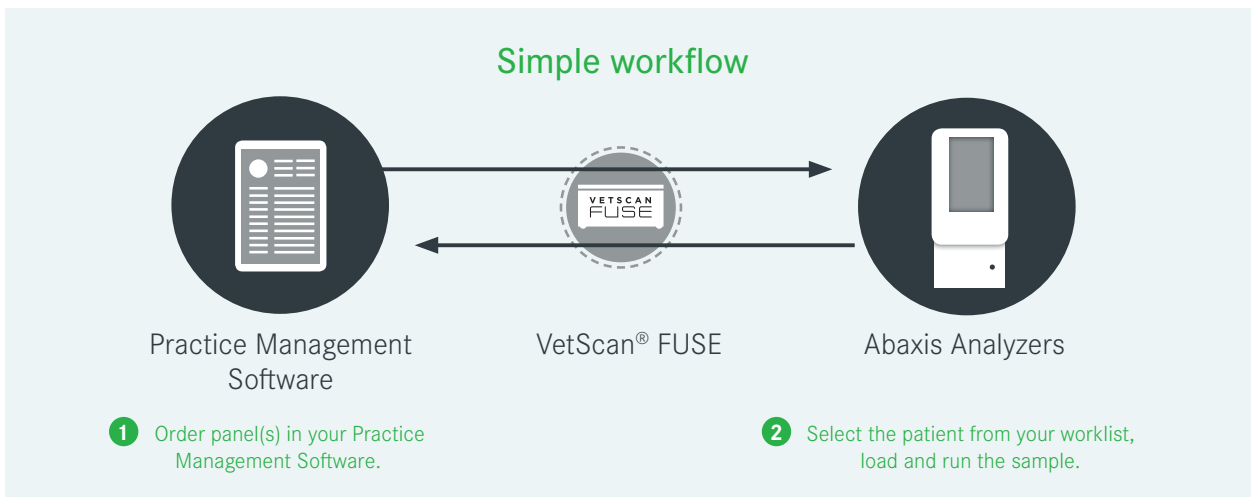 Simple workflow
VETSCAN
FUSE
Practice Management
Software
VetScan® FUSE
Abaxis Analyzers
1 Order panel(s) in your Practice
Management Software.
2 Select the patient from your worklist,
load and run the sample.